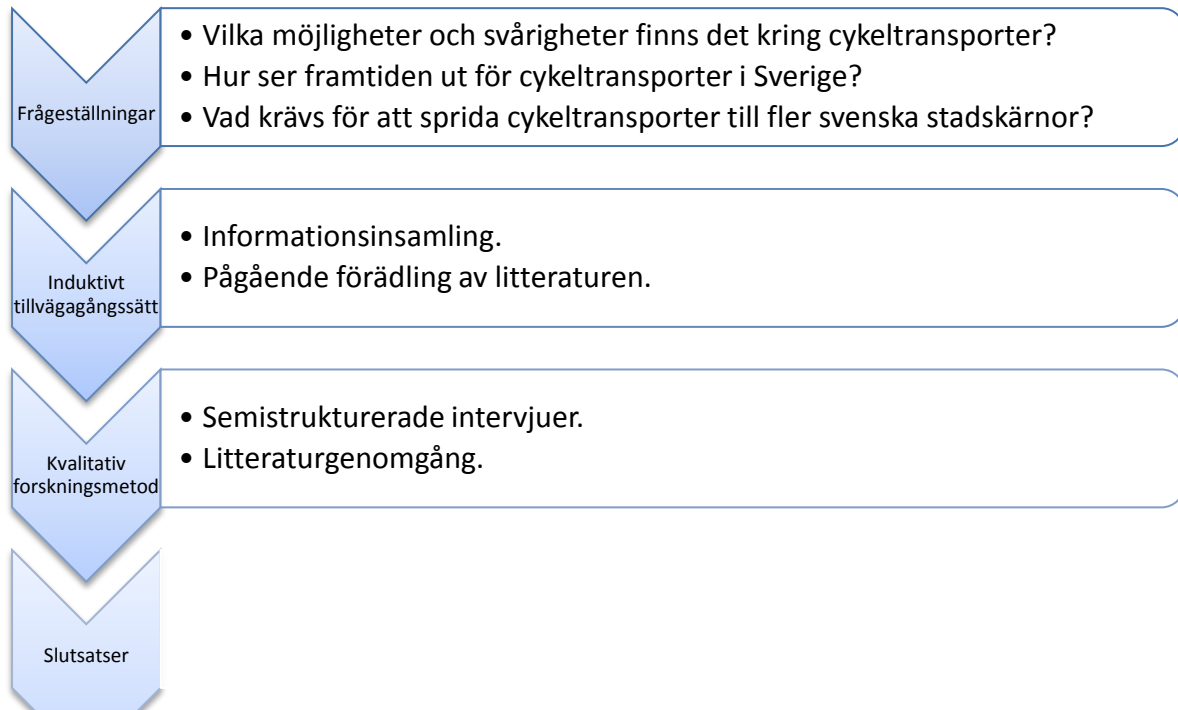 Frågeställningar
• Vilka möjligheter och svårigheter finns det kring cykeltransporter?
• Hur ser framtiden ut för cykeltransporter i Sverige?
• Vad krävs för att sprida cykeltransporter till fler svenska stadskärnor?
Induktivt
tillvägagångssätt
• Informationsinsamling.
• Pågående förädling av litteraturen.
Kvalitativ
forskningsmetod
• Semistrukturerade intervjuer.
• Litteraturgenomgång.
Slutsatser